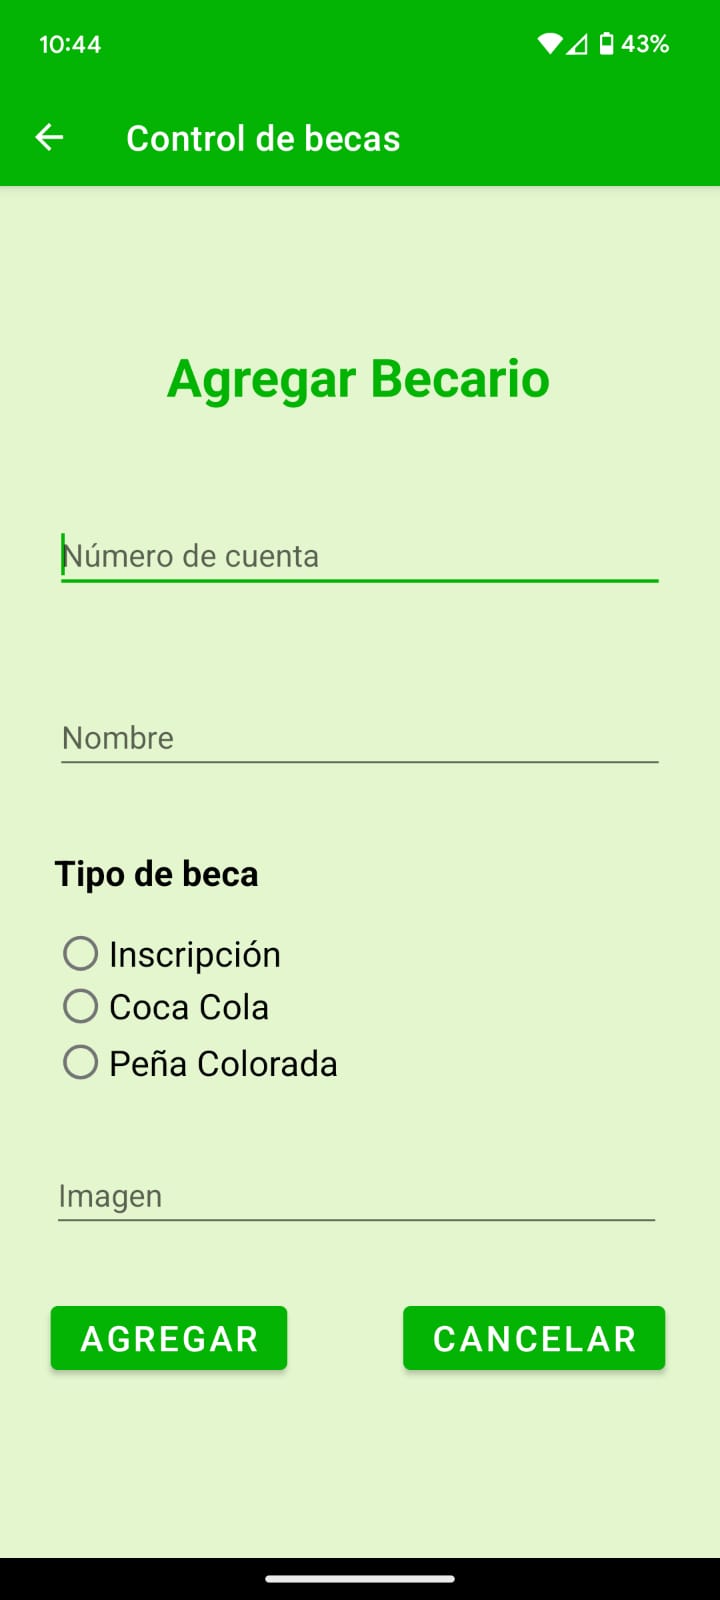 10:44
43%
Control de becas
Agregar Becario
Número de cuenta
Nombre
Tipo de beca
Inscripción
Coca Cola
Peña Colorada
Imagen
AGREGAR
CANCELAR